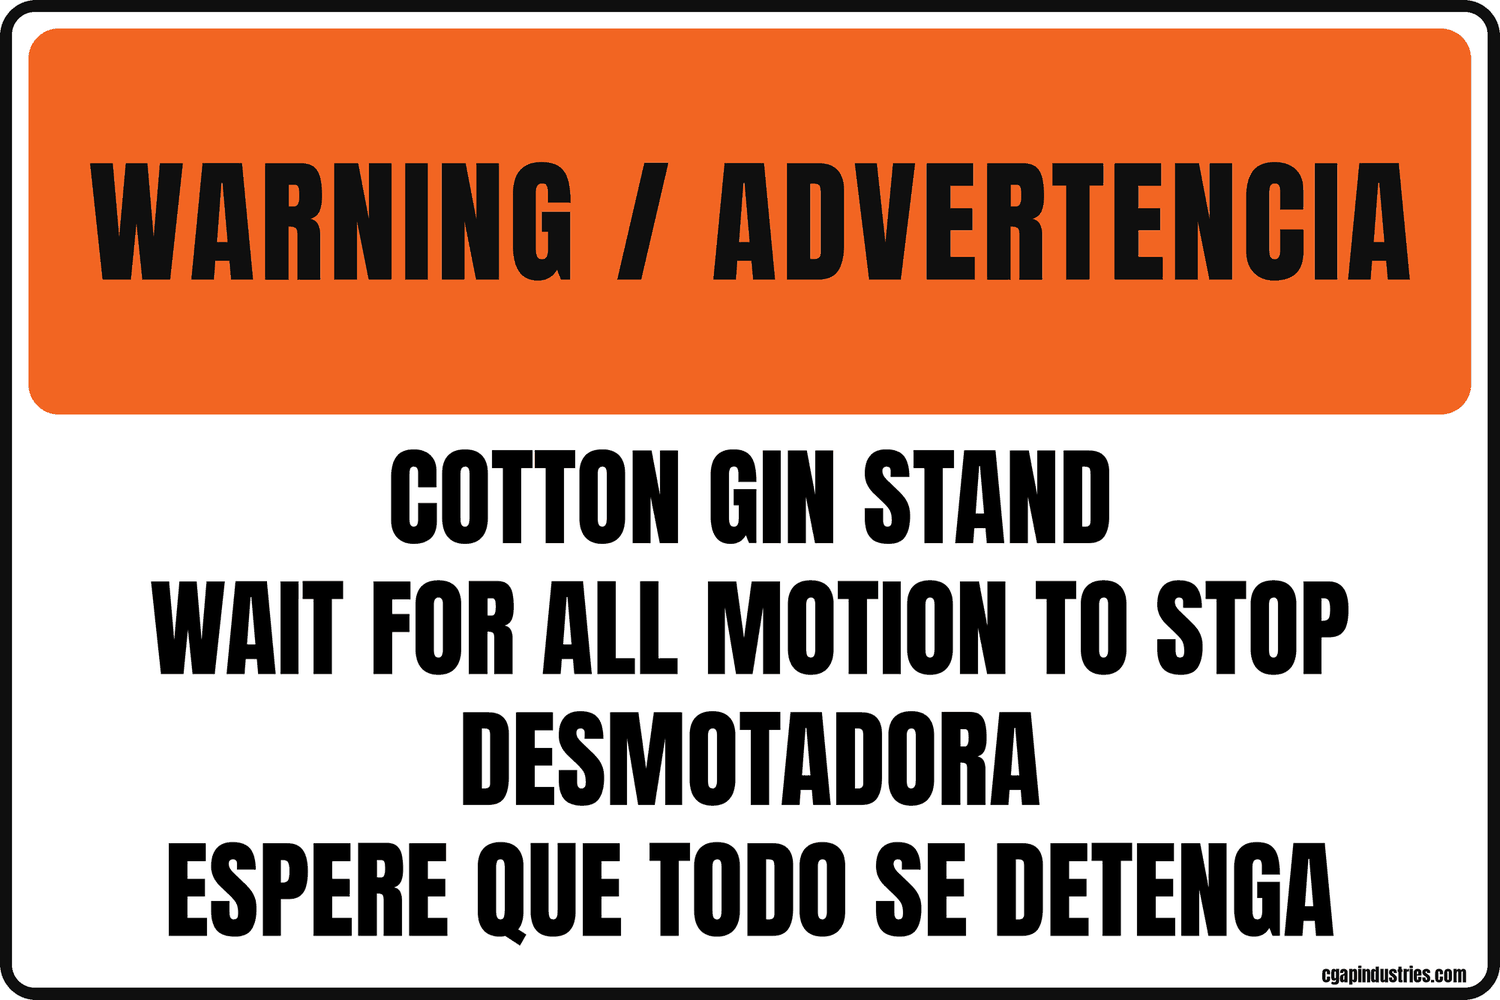 WARNING / ADVERTENCIA
COTTON GIN STAND
WAIT FOR ALL MOTION TO STOP
DESMOTADORA
ESPERE QUE TODO SE DETENGA
cgapindustries.com